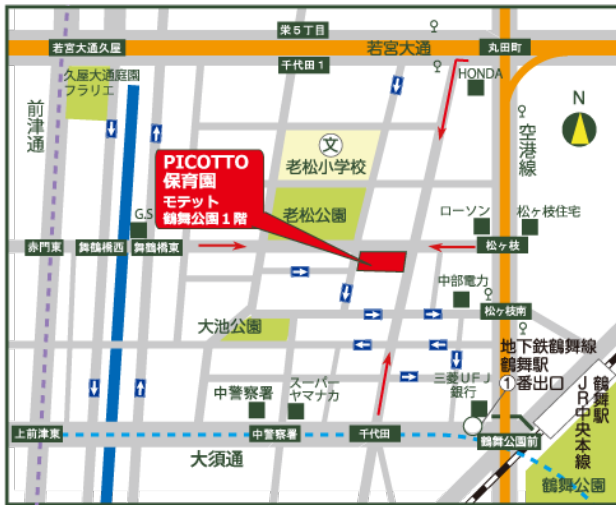 栄5丁目
若宮大通久屋
若宮大通
丸田町
千代田1
久屋大通庭園
フラリエ
HONDA
前津通
空港線
N
文
老松小学校
PICOTTO
保育園
モテット
鶴舞公園1階
老松公園
G.S
ローソン
松ヶ枝住宅
赤門東
舞鶴橋西
舞鶴橋東
松ヶ枝
中部電力
松ヶ枝南
大池公園
地下鉄鶴舞線
鶴舞駅
①番出口
中警察署
スーパー
ヤマナカ
三菱UFJ
銀行
鶴舞駅
JR中央本線
上前津東
中警察署
千代田
鶴舞公園前
大須通
鶴舞公園